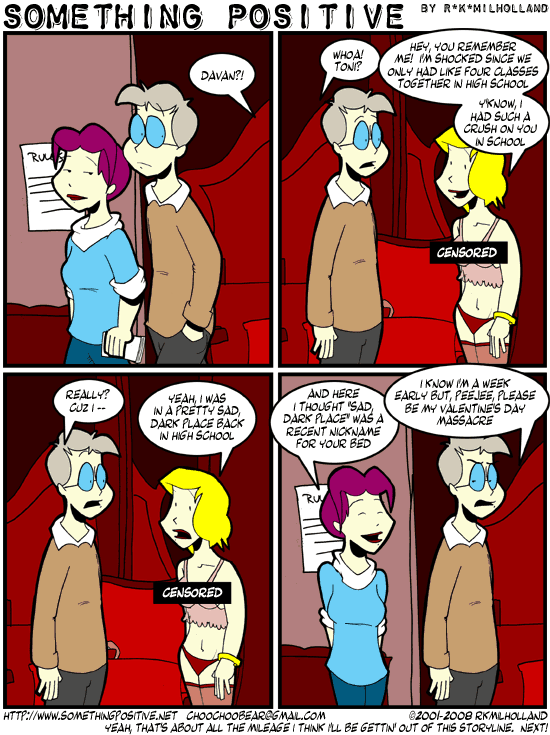 SOMETHING POSITIVE BY R*K*MILHOLLAND
DAVAN?!
RULES
WHOA!
TONI?
HEY, YOU REMEMBER
ME! I'M SHOCKED SINCE WE
ONLY HAD LIKE FOUR CLASSES
TOGETHER IN HIGH SCHOOL
Y'KNOW, I
HAD SUCH A
CRUSH ON YOU
IN SCHOOL
CENSORED
REALLY?
CUZ I --
YEAH, I WAS
IN A PRETTY SAD,
DARK PLACE BACK
IN HIGH SCHOOL
CENSORED
AND HERE
I THOUGHT "SAD,
DARK PLACE" WAS A
RECENT NICKNAME
FOR YOUR BED
I KNOW I'M A WEEK
EARLY BUT, PEEJEE, PLEASE
BE MY VALENTINE'S DAY
MASSACRE
RU
HTTP://WWW.SOMETHINGPOSITIVE.NET CHOOCHOOBEAR@GMAIL.COM ©2001-2008 RKMILHOLLAND
YEAH, THAT'S ABOUT ALL THE MILEAGE I THINK I'LL BE GETTIN' OUT OF THIS STORYLINE. NEXT!